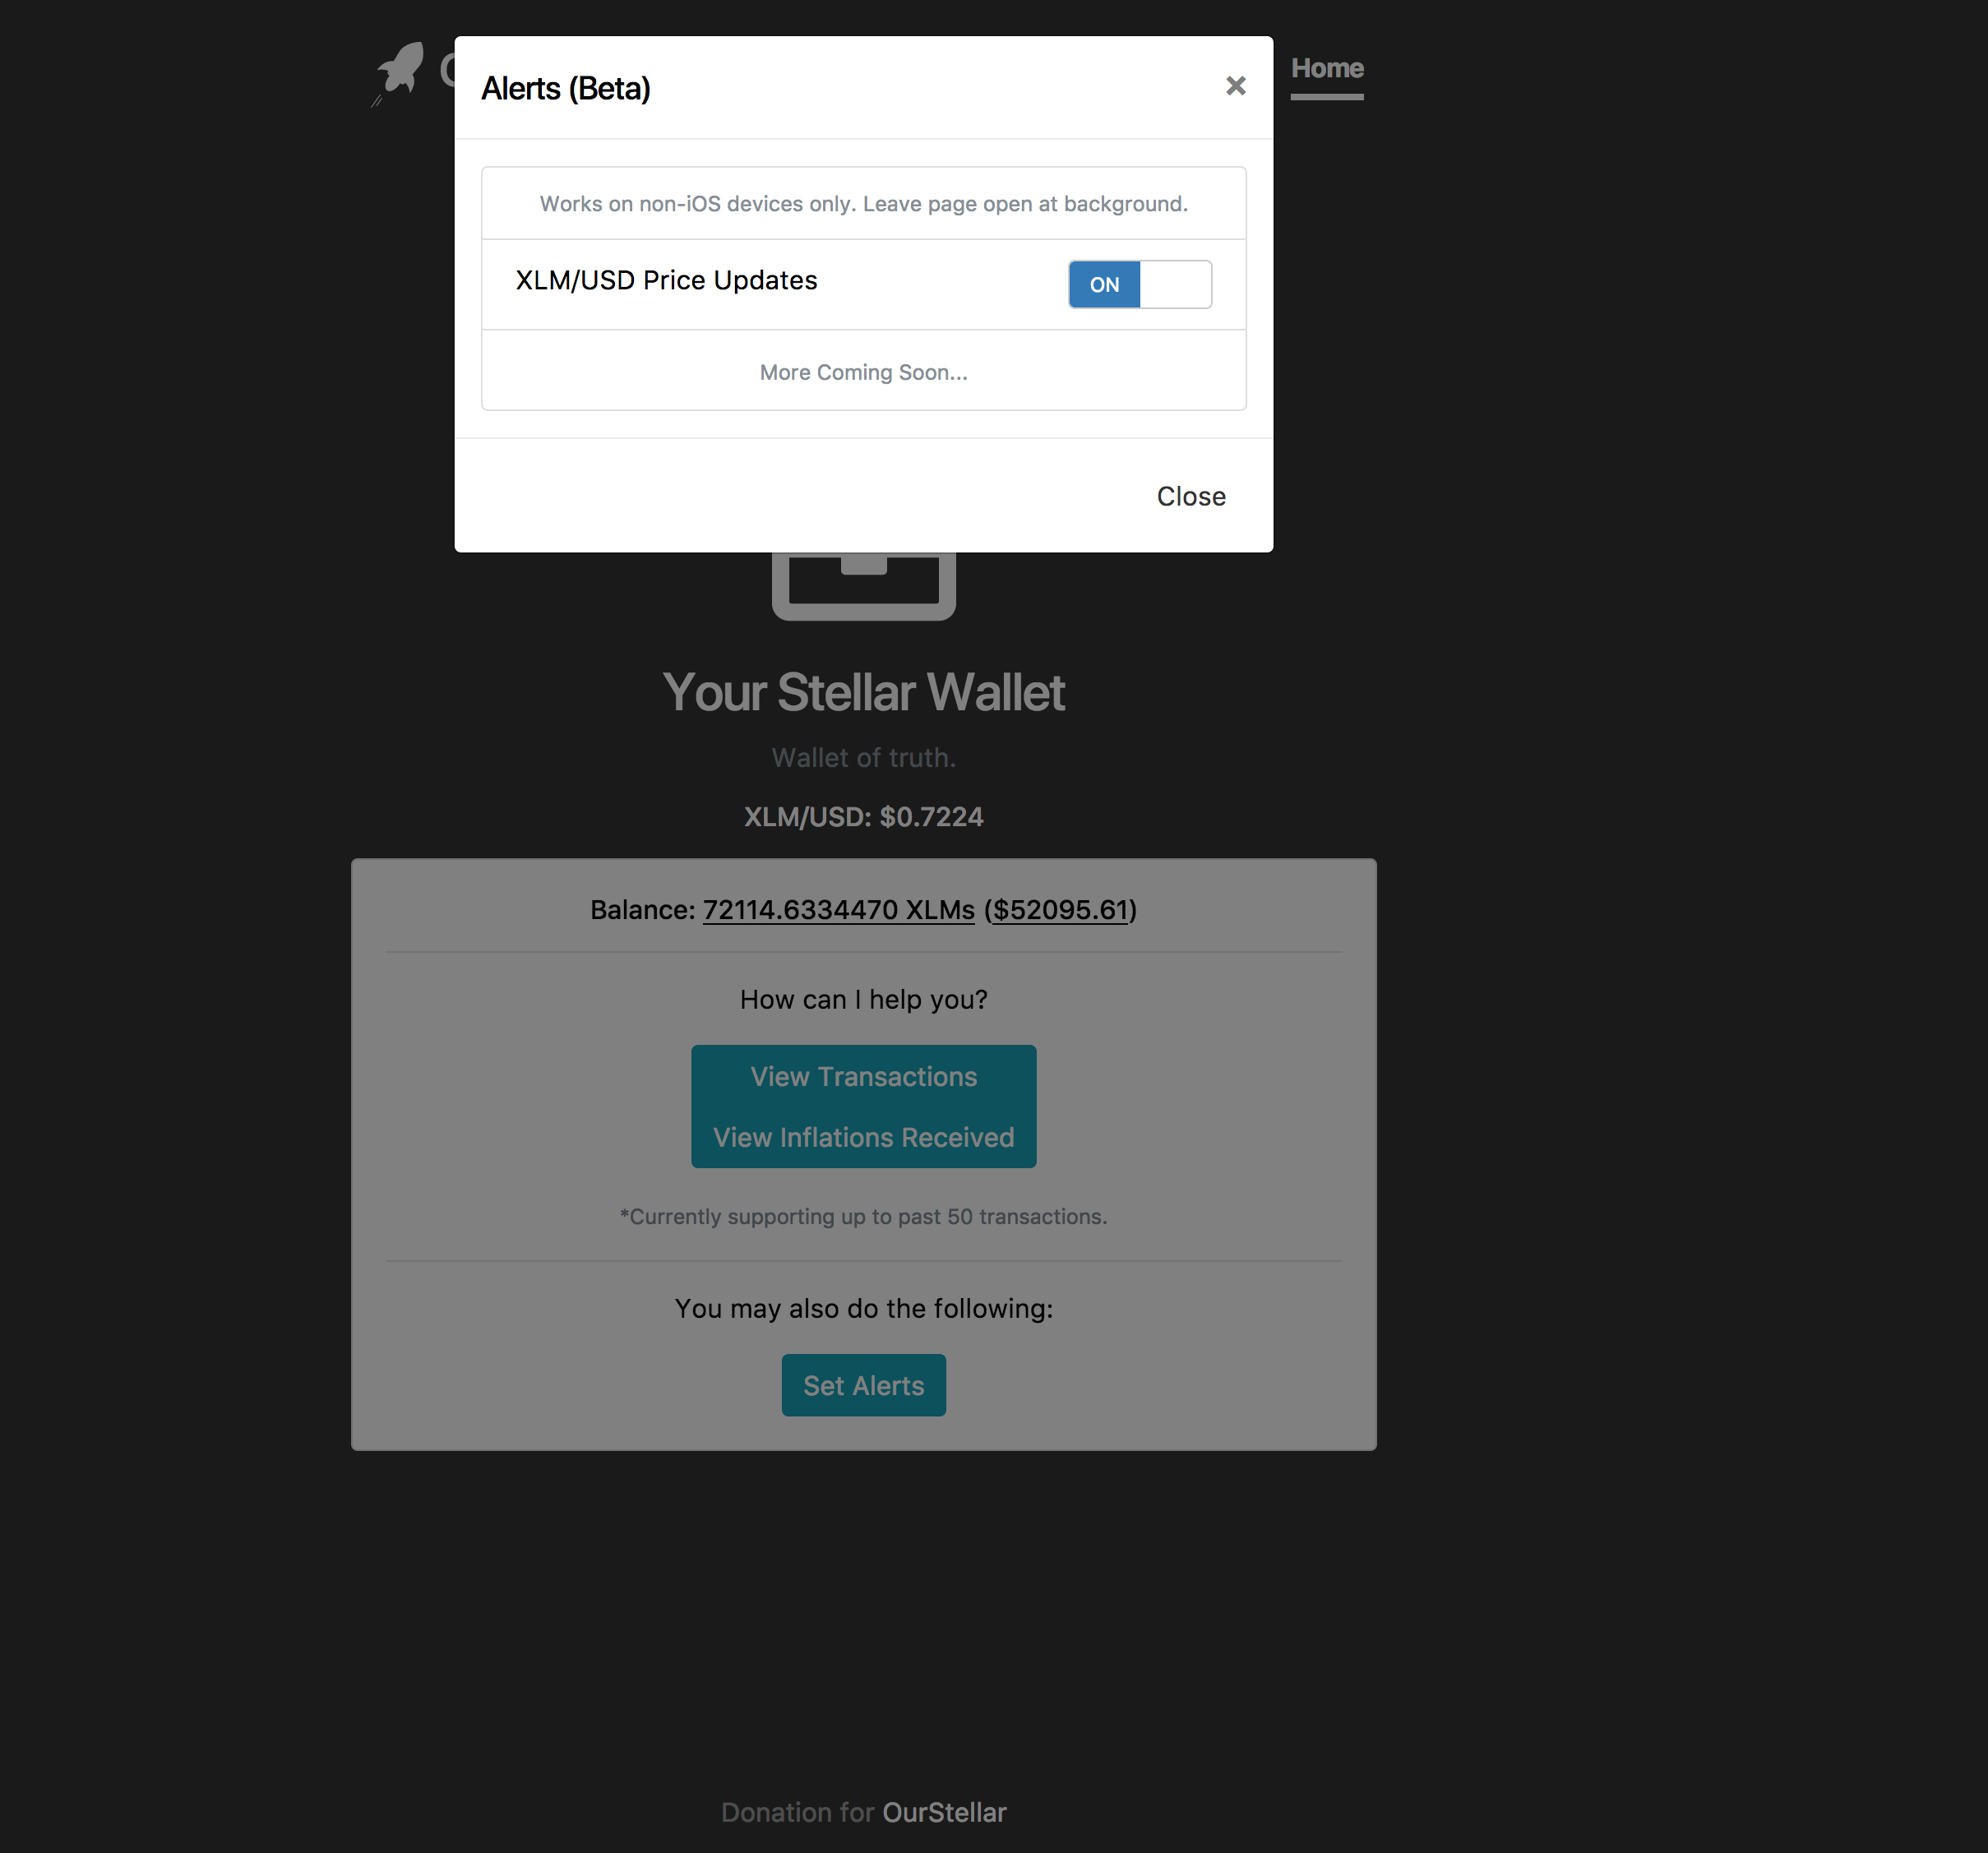 Home
Alerts (Beta)
×
Works on non-iOS devices only. Leave page open at background.
XLM/USD Price Updates
ON
More Coming Soon...
Close
Your Stellar Wallet
Wallet of truth.
XLM/USD: $0.7224
Balance: 72114.6334470 XLMs ($52095.61)
How can I help you?
View Transactions
View Inflations Received
*Currently supporting up to past 50 transactions.
You may also do the following:
Set Alerts
Donation for OurStellar